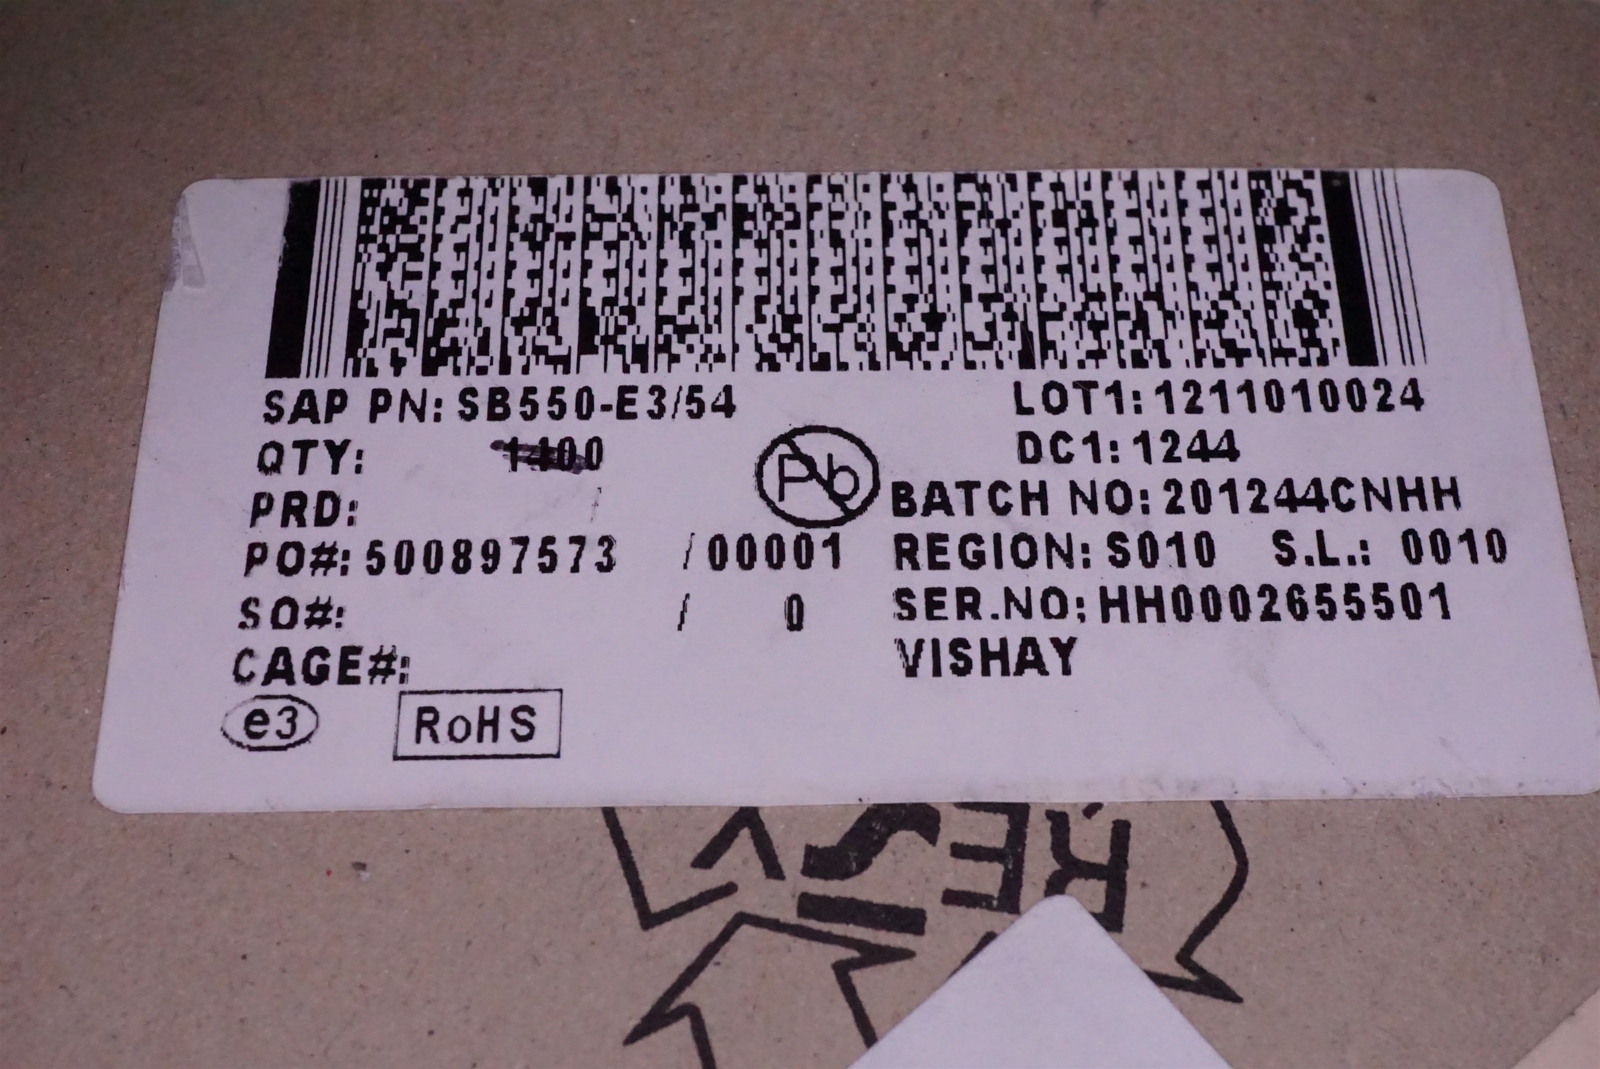 SAP PN: SB550-E3/54
LOT1: 1211010024
QTY: 1400
DC1: 1244
Pb
PRD: /
BATCH NO: 201244CNHH
PO#: 500897573 /00001
REGION: S010 S.L.: 0010
SO#: / 0
SER.NO: HH0002655501
CAGE#:
VISHAY
e3
RoHS